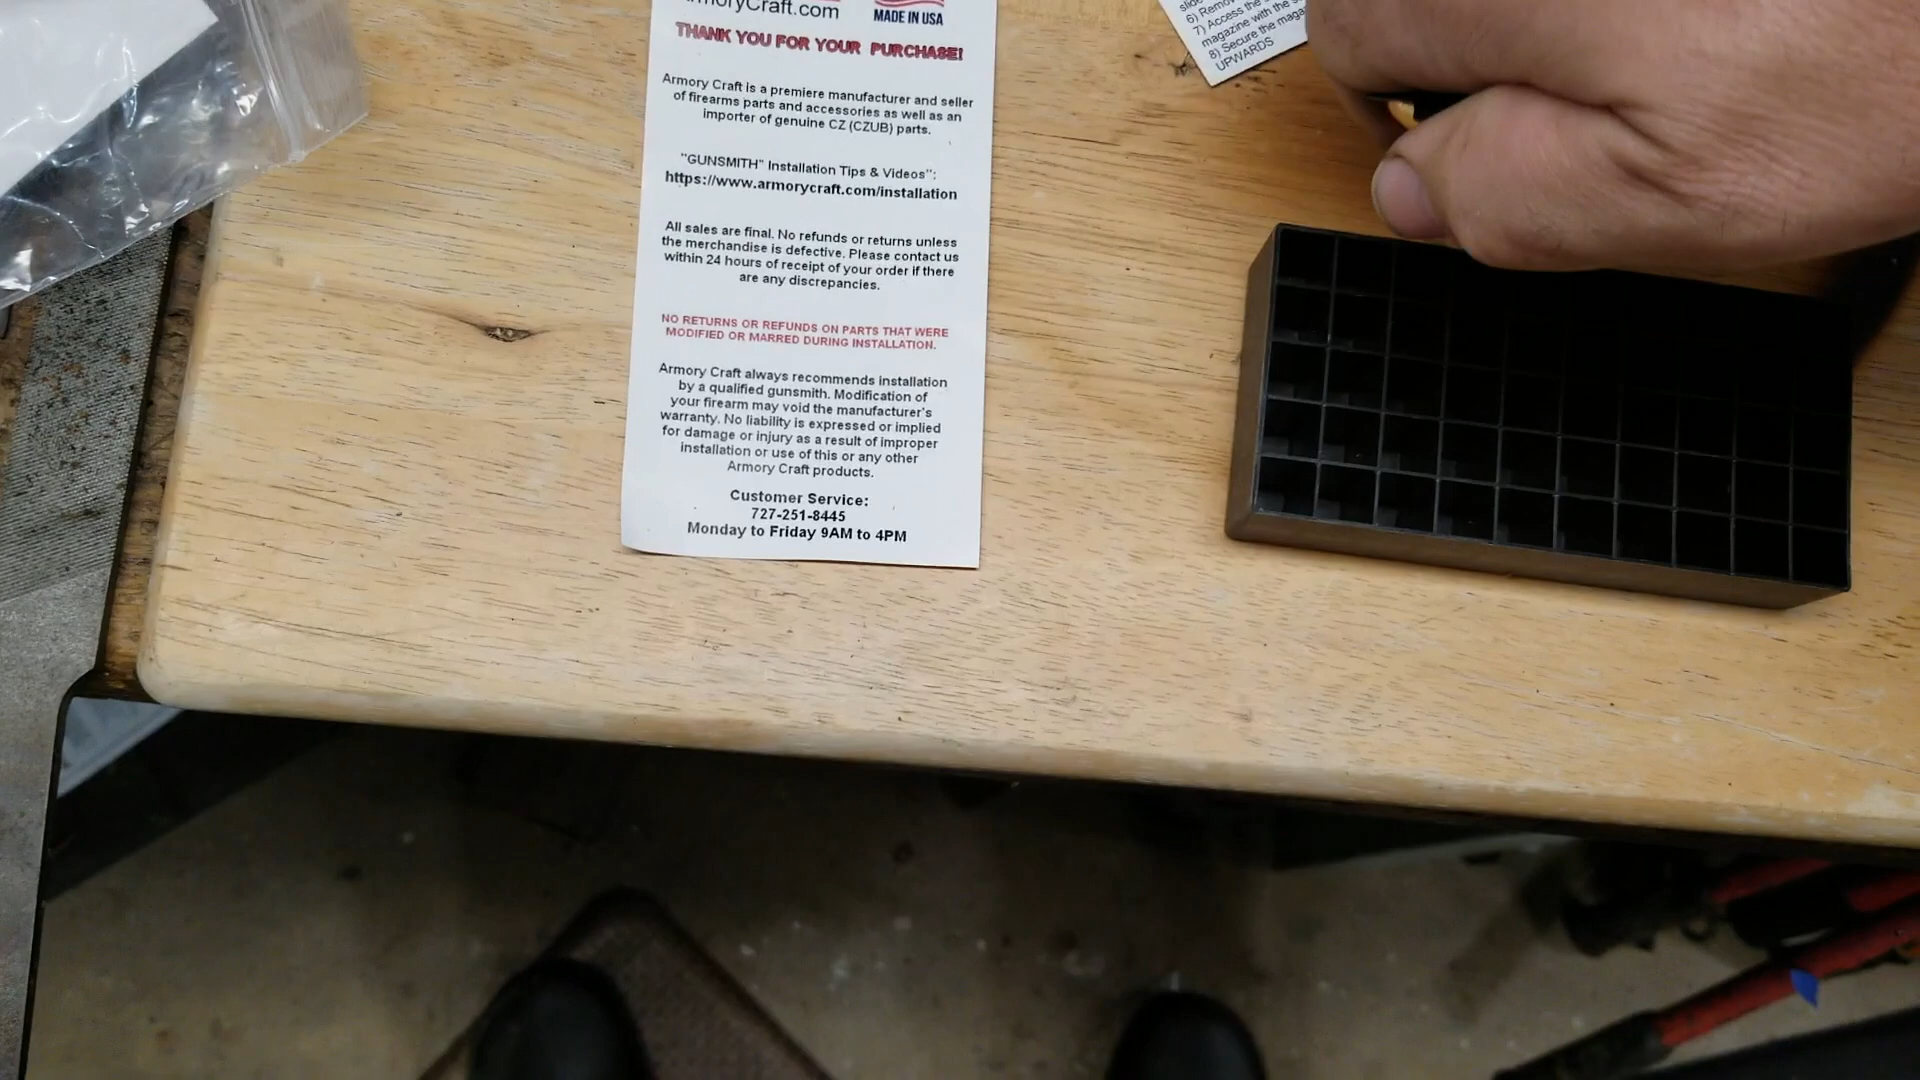 ArmoryCraft.com
MADE IN USA
THANK YOU FOR YOUR PURCHASE!
Armory Craft is a premiere manufacturer and seller
of firearms parts and accessories as well as an
importer of genuine CZ (CZUB) parts.
"GUNSMITH" Installation Tips & Videos":
https://www.armorycraft.com/installation
All sales are final. No refunds or returns unless
the merchandise is defective. Please contact us
within 24 hours of receipt of your order if there
are any discrepancies.
NO RETURNS OR REFUNDS ON PARTS THAT WERE
MODIFIED OR MARRED DURING INSTALLATION.
Armory Craft always recommends installation
by a qualified gunsmith. Modification of
your firearm may void the manufacturer's
warranty. No liability is expressed or implied
for damage or injury as a result of improper
installation or use of this or any other
Armory Craft products.
Customer Service:
727-251-8445
Monday to Friday 9AM to 4PM
slide
6)
7) Access the
magazine with the
8) Secure the
UPWARDS